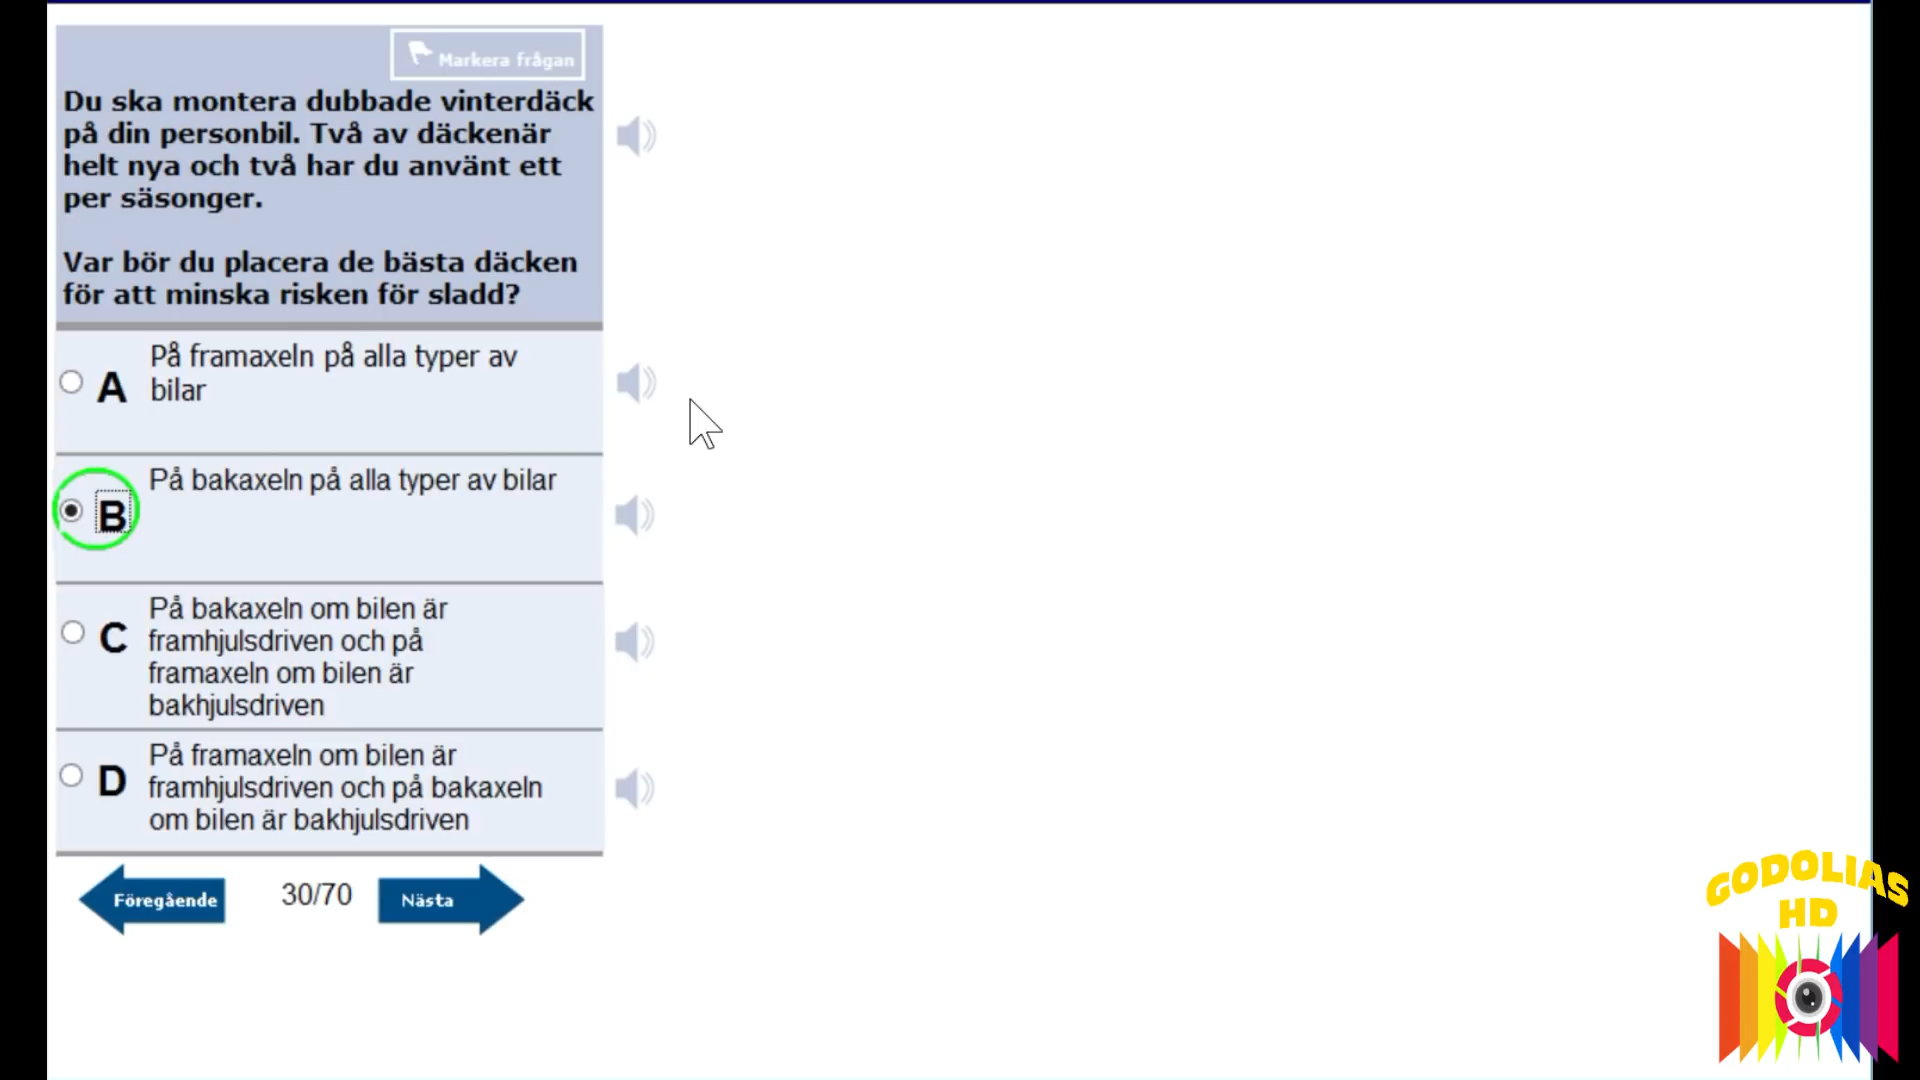 Markera frågan
Du ska montera dubbade vinterdäck
på din personbil. Två av däckenär
helt nya och två har du använt ett
per säsonger.
Var bör du placera de bästa däcken
för att minska risken för sladd?
A På framaxeln på alla typer av
bilar
B På bakaxeln på alla typer av bilar
C På bakaxeln om bilen är
framhjulsdriven och på
framaxeln om bilen är
bakhjulsdriven
D På framaxeln om bilen är
framhjulsdriven och på bakaxeln
om bilen är bakhjulsdriven
Föregående 30/70 Nästa
GODOLIAS
HD